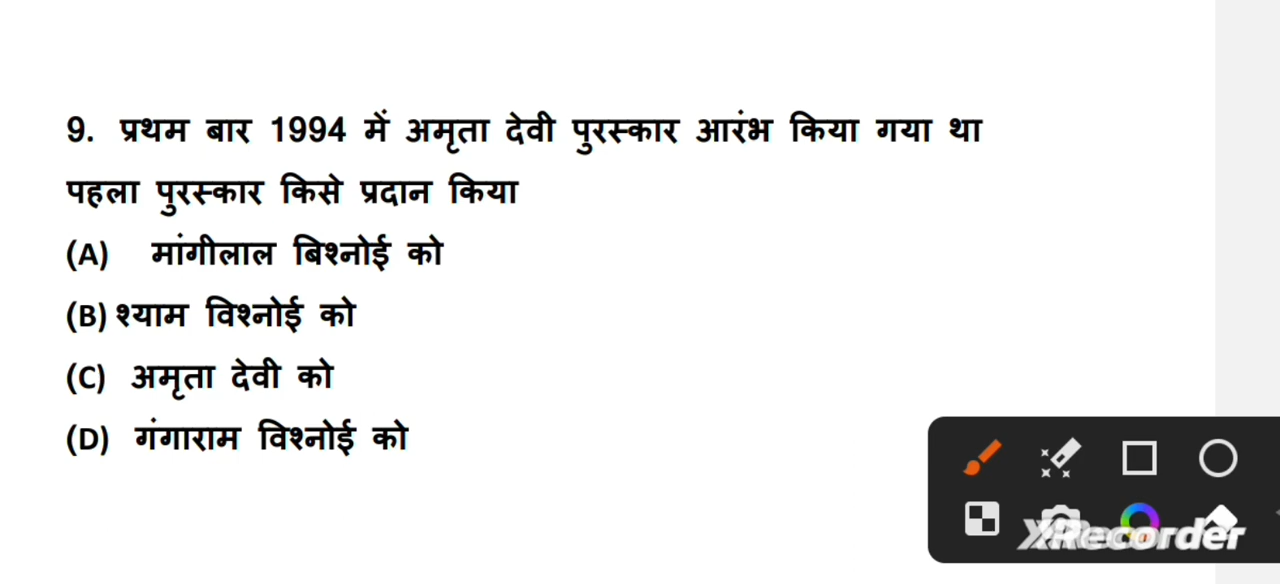 9. प्रथम बार 1994 में अमृता देवी पुरस्कार आरंभ किया गया था
पहला पुरस्कार किसे प्रदान किया
(A) मांगीलाल बिश्नोई को
(B) श्याम विश्नोई को
(C) अमृता देवी को
(D) गंगाराम विश्नोई को
XRecorder